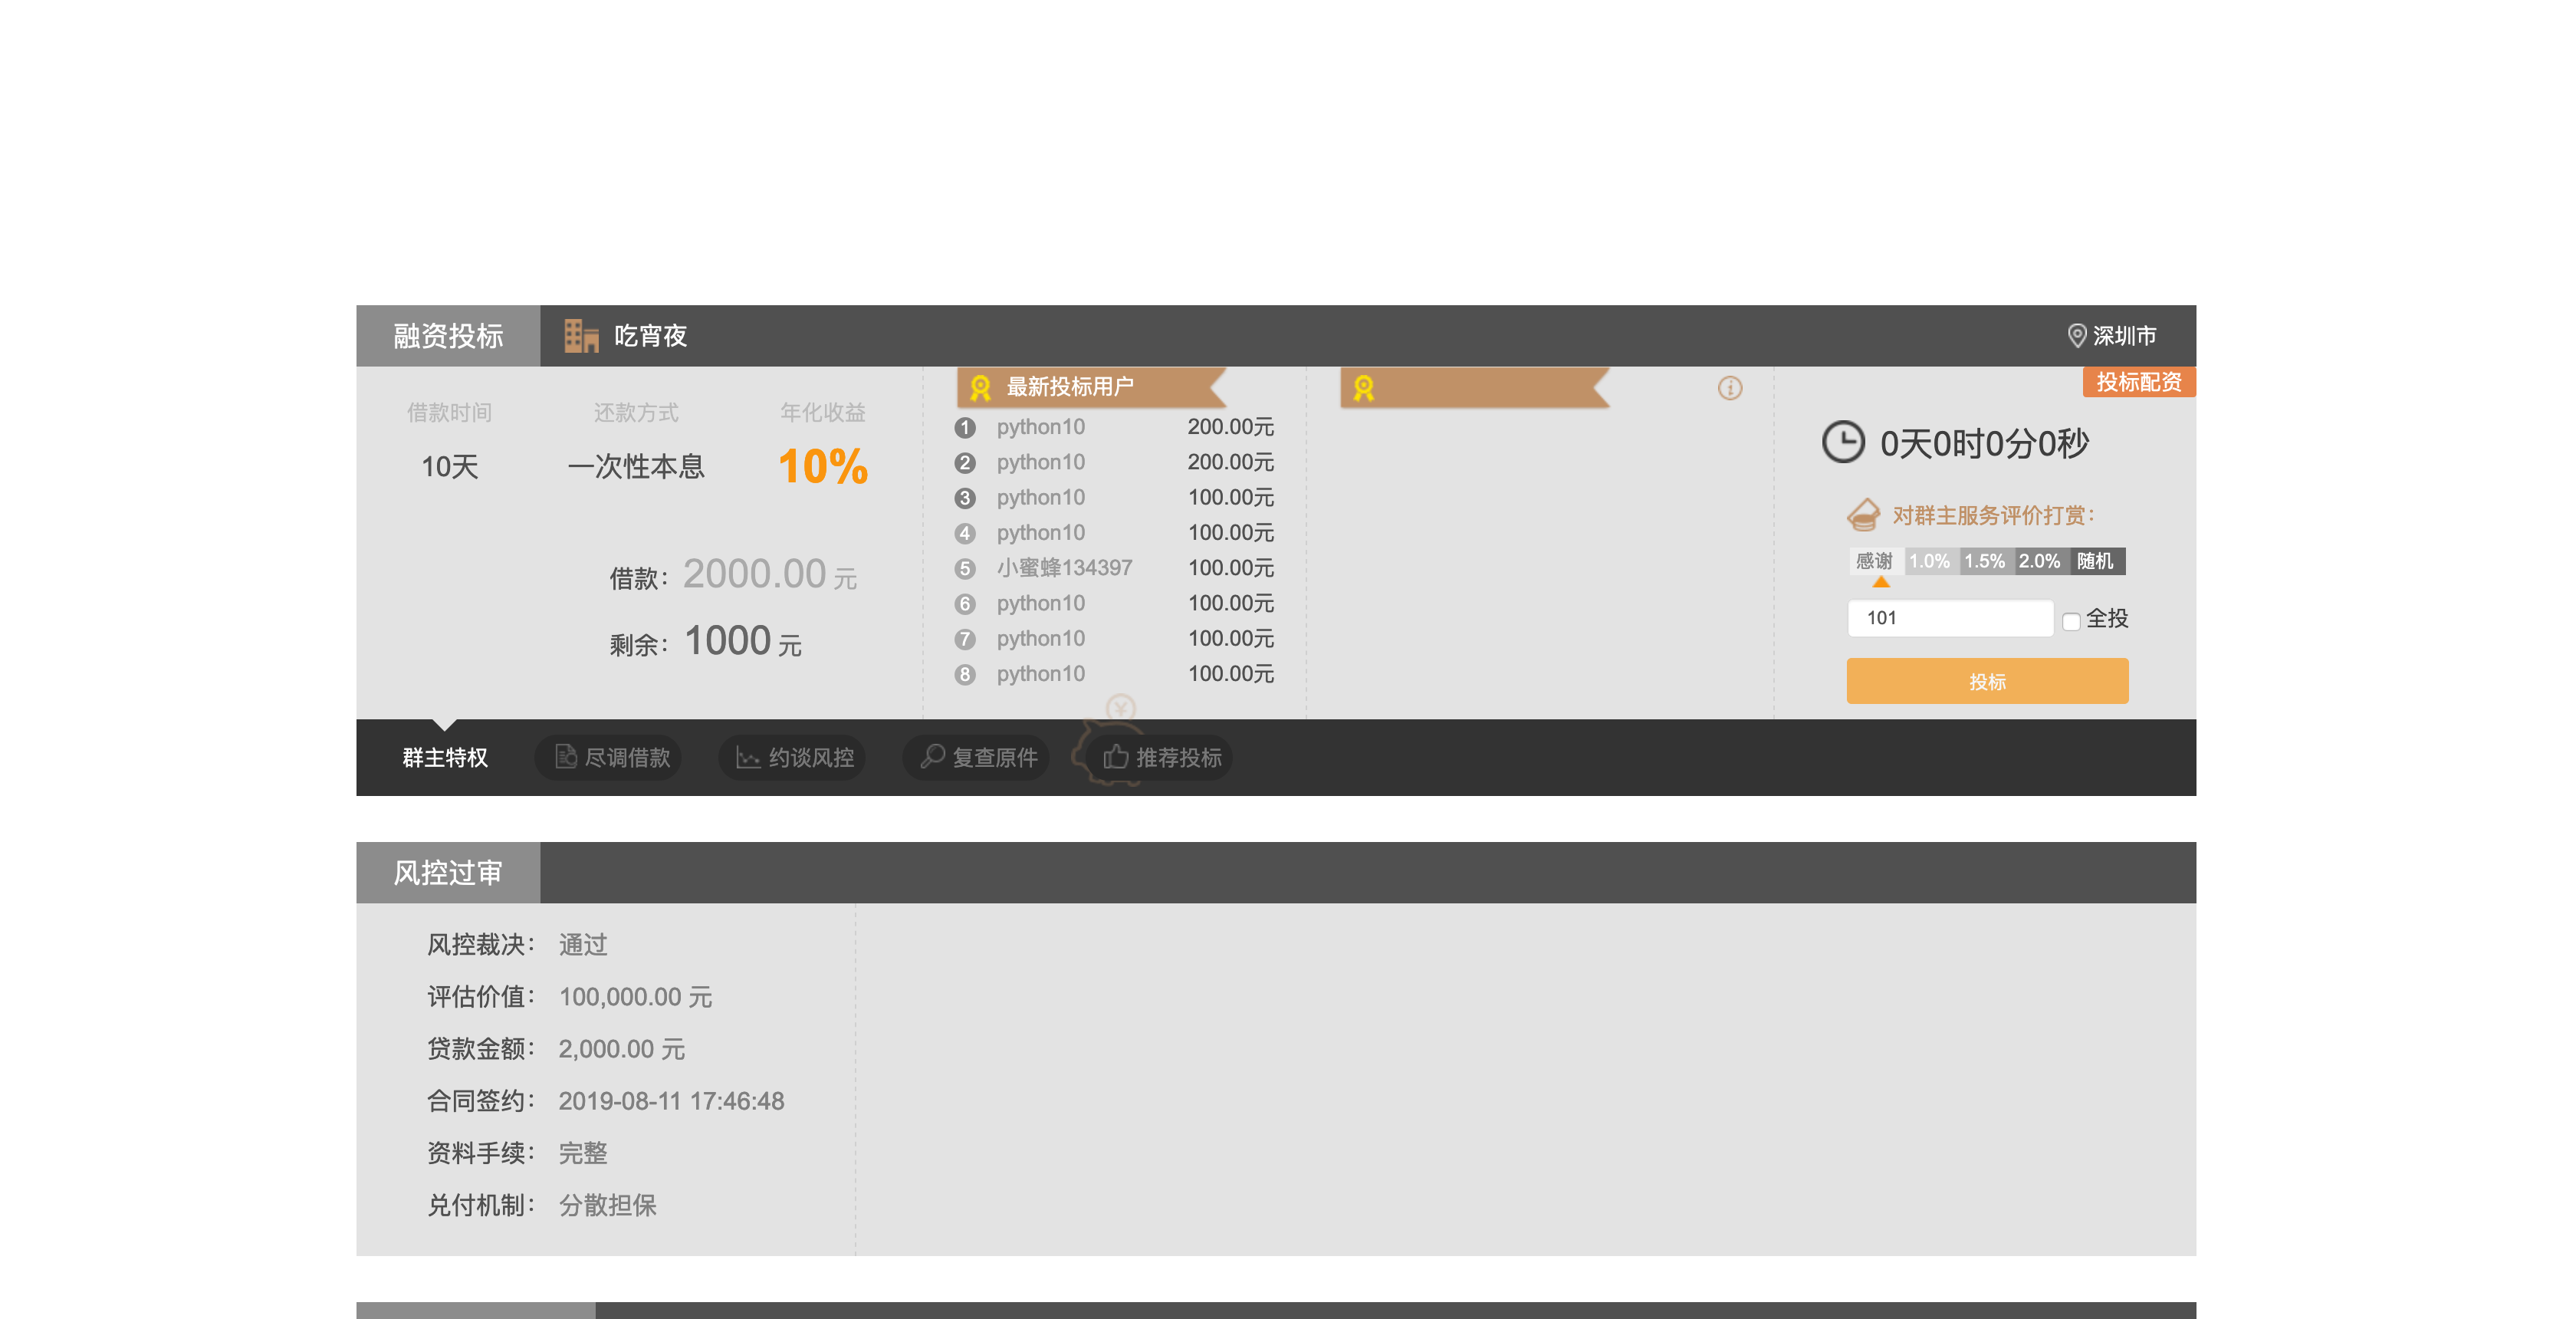 融资投标 吃宵夜 深圳市
投标配资
借款时间 还款方式 年化收益
10天 一次性本息 10%
借款：2000.00 元
剩余：1000 元
最新投标用户
1 python10 200.00元
2 python10 200.00元
3 python10 100.00元
4 python10 100.00元
5 小蜜蜂134397 100.00元
6 python10 100.00元
7 python10 100.00元
8 python10 100.00元
0天0时0分0秒
对群主服务评价打赏：
感谢 1.0% 1.5% 2.0% 随机
101 全投
投标
群主特权 尽调借款 约谈风控 复查原件 推荐投标
风控过审
风控裁决： 通过
评估价值： 100,000.00 元
贷款金额： 2,000.00 元
合同签约： 2019-08-11 17:46:48
资料手续： 完整
兑付机制： 分散担保